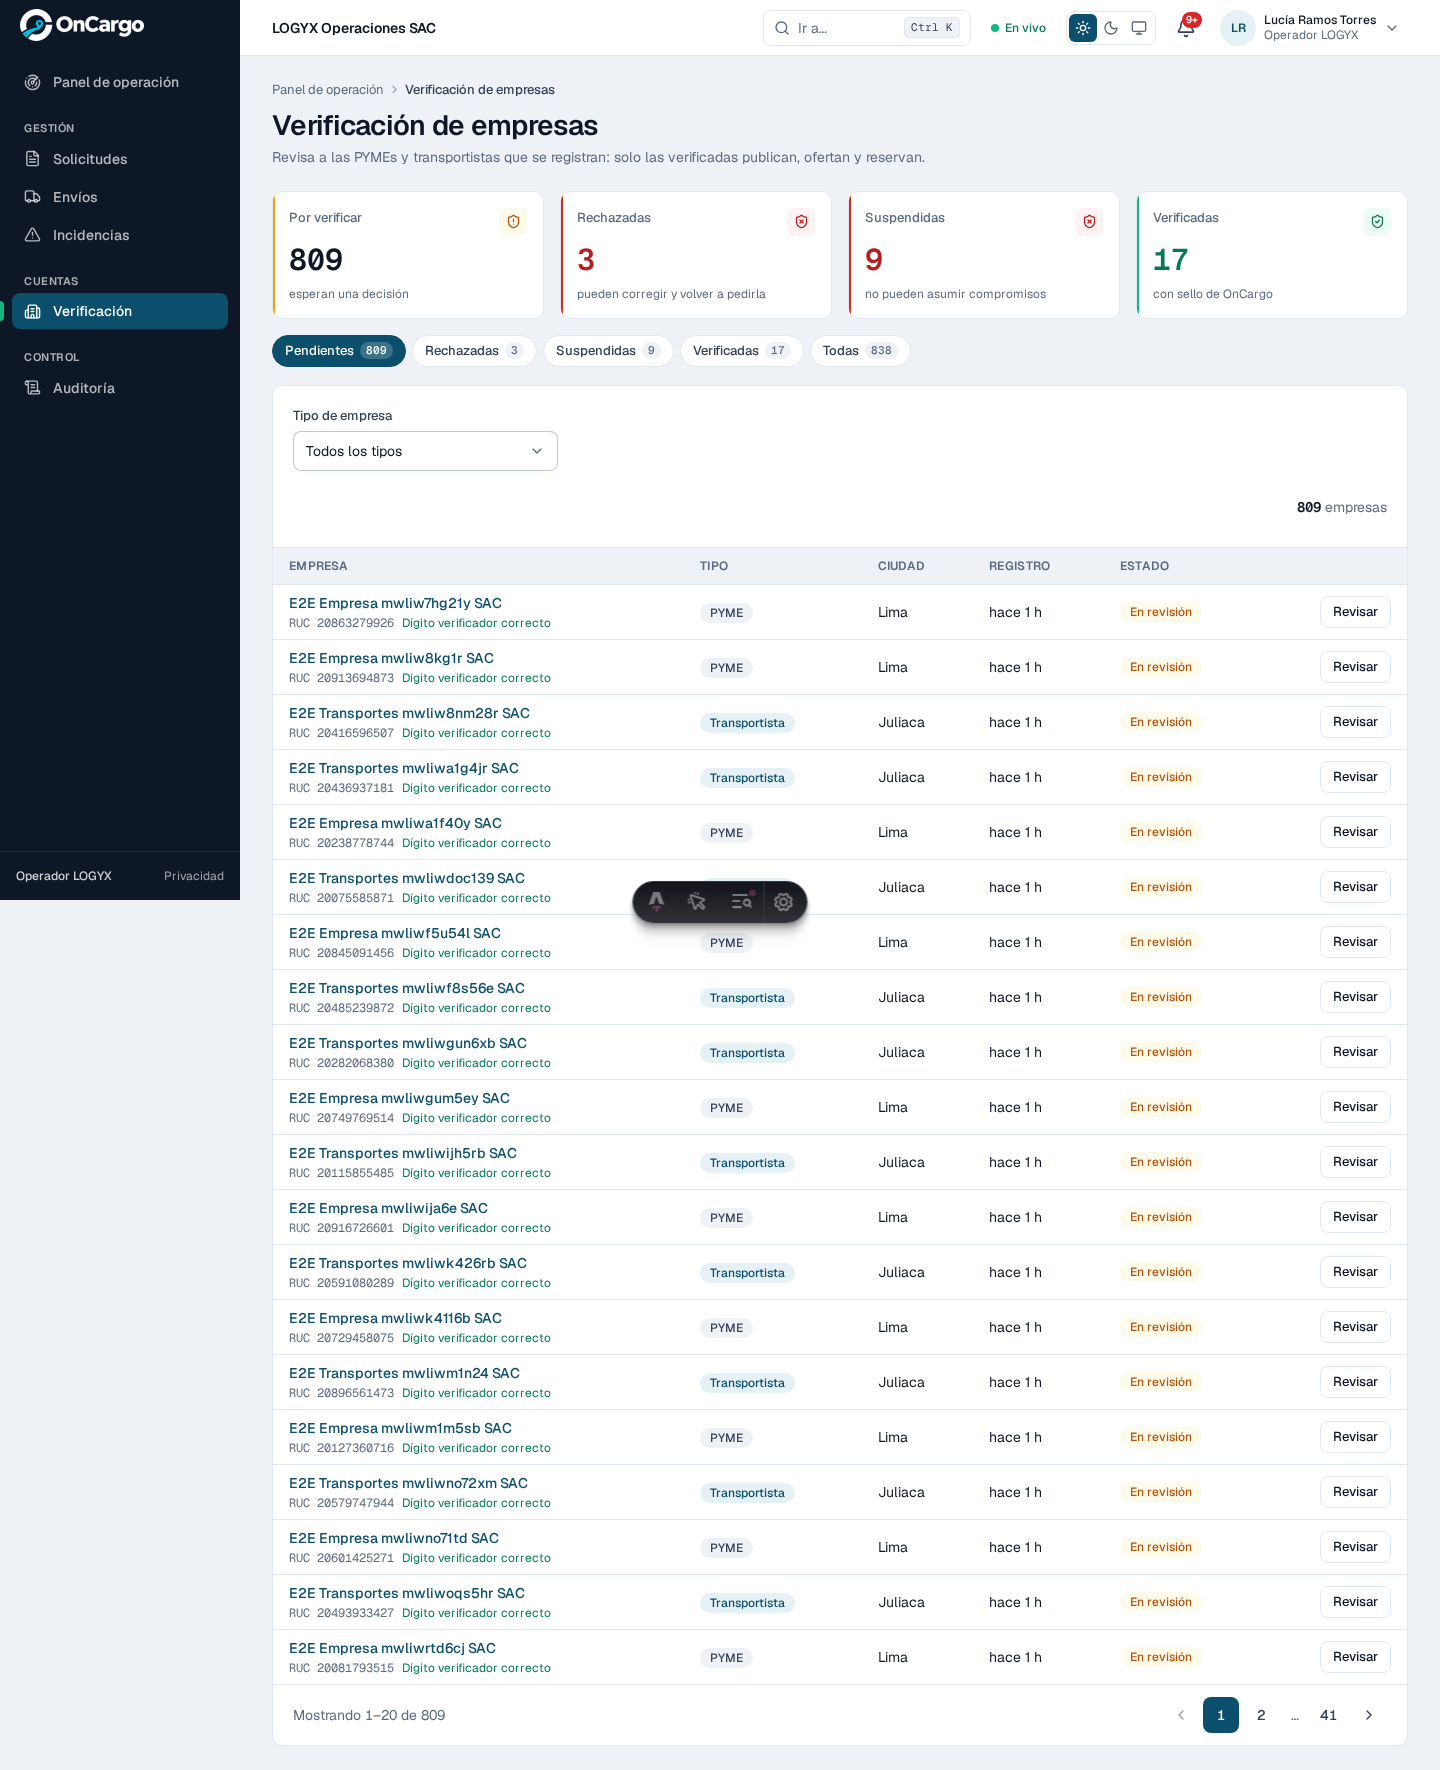 OnCargo
Panel de operación
GESTIÓN
Solicitudes
Envíos
Incidencias
CUENTAS
Verificación
CONTROL
Auditoría
Operador LOGYX
Privacidad
LOGYX Operaciones SAC
Ir a...
Ctrl K
En vivo
9+
LR
Lucía Ramos Torres
Operador LOGYX
Panel de operación > Verificación de empresas
Verificación de empresas
Revisa a las PYMEs y transportistas que se registran: solo las verificadas publican, ofertan y reservan.
Por verificar
809
esperan una decisión
Rechazadas
3
pueden corregir y volver a pedirla
Suspendidas
9
no pueden asumir compromisos
Verificadas
17
con sello de OnCargo
Pendientes 809
Rechazadas 3
Suspendidas 9
Verificadas 17
Todas 838
Tipo de empresa
Todos los tipos
809 empresas
EMPRESA TIPO CIUDAD REGISTRO ESTADO
E2E Empresa mwliw7hg21y SAC
RUC 20863279926 Dígito verificador correcto
PYME Lima hace 1 h En revisión Revisar
E2E Empresa mwliw8kg1r SAC
RUC 20913694873 Dígito verificador correcto
PYME Lima hace 1 h En revisión Revisar
E2E Transportes mwliw8nm28r SAC
RUC 20416596507 Dígito verificador correcto
Transportista Juliaca hace 1 h En revisión Revisar
E2E Transportes mwliwa1g4jr SAC
RUC 20436937181 Dígito verificador correcto
Transportista Juliaca hace 1 h En revisión Revisar
E2E Empresa mwliwa1f40y SAC
RUC 20238778744 Dígito verificador correcto
PYME Lima hace 1 h En revisión Revisar
E2E Transportes mwliwdoc139 SAC
RUC 20075585871 Dígito verificador correcto
Juliaca hace 1 h En revisión Revisar
E2E Empresa mwliwf5u54l SAC
RUC 20845091456 Dígito verificador correcto
PYME Lima hace 1 h En revisión Revisar
E2E Transportes mwliwf8s56e SAC
RUC 20485239872 Dígito verificador correcto
Transportista Juliaca hace 1 h En revisión Revisar
E2E Transportes mwliwgun6xb SAC
RUC 20282068380 Dígito verificador correcto
Transportista Juliaca hace 1 h En revisión Revisar
E2E Empresa mwliwgum5ey SAC
RUC 20749769514 Dígito verificador correcto
PYME Lima hace 1 h En revisión Revisar
E2E Transportes mwliwijh5rb SAC
RUC 20115855485 Dígito verificador correcto
Transportista Juliaca hace 1 h En revisión Revisar
E2E Empresa mwliwija6e SAC
RUC 20916726601 Dígito verificador correcto
PYME Lima hace 1 h En revisión Revisar
E2E Transportes mwliwk426rb SAC
RUC 20591080289 Dígito verificador correcto
Transportista Juliaca hace 1 h En revisión Revisar
E2E Empresa mwliwk4116b SAC
RUC 20729458075 Dígito verificador correcto
PYME Lima hace 1 h En revisión Revisar
E2E Transportes mwliwm1n24 SAC
RUC 20896561473 Dígito verificador correcto
Transportista Juliaca hace 1 h En revisión Revisar
E2E Empresa mwliwm1m5sb SAC
RUC 20127360716 Dígito verificador correcto
PYME Lima hace 1 h En revisión Revisar
E2E Transportes mwliwno72xm SAC
RUC 20579747944 Dígito verificador correcto
Transportista Juliaca hace 1 h En revisión Revisar
E2E Empresa mwliwno71td SAC
RUC 20601425271 Dígito verificador correcto
PYME Lima hace 1 h En revisión Revisar
E2E Transportes mwliwoqs5hr SAC
RUC 20493933427 Dígito verificador correcto
Transportista Juliaca hace 1 h En revisión Revisar
E2E Empresa mwliwrtd6cj SAC
RUC 20081793515 Dígito verificador correcto
PYME Lima hace 1 h En revisión Revisar
Mostrando 1–20 de 809
1 2 ... 41